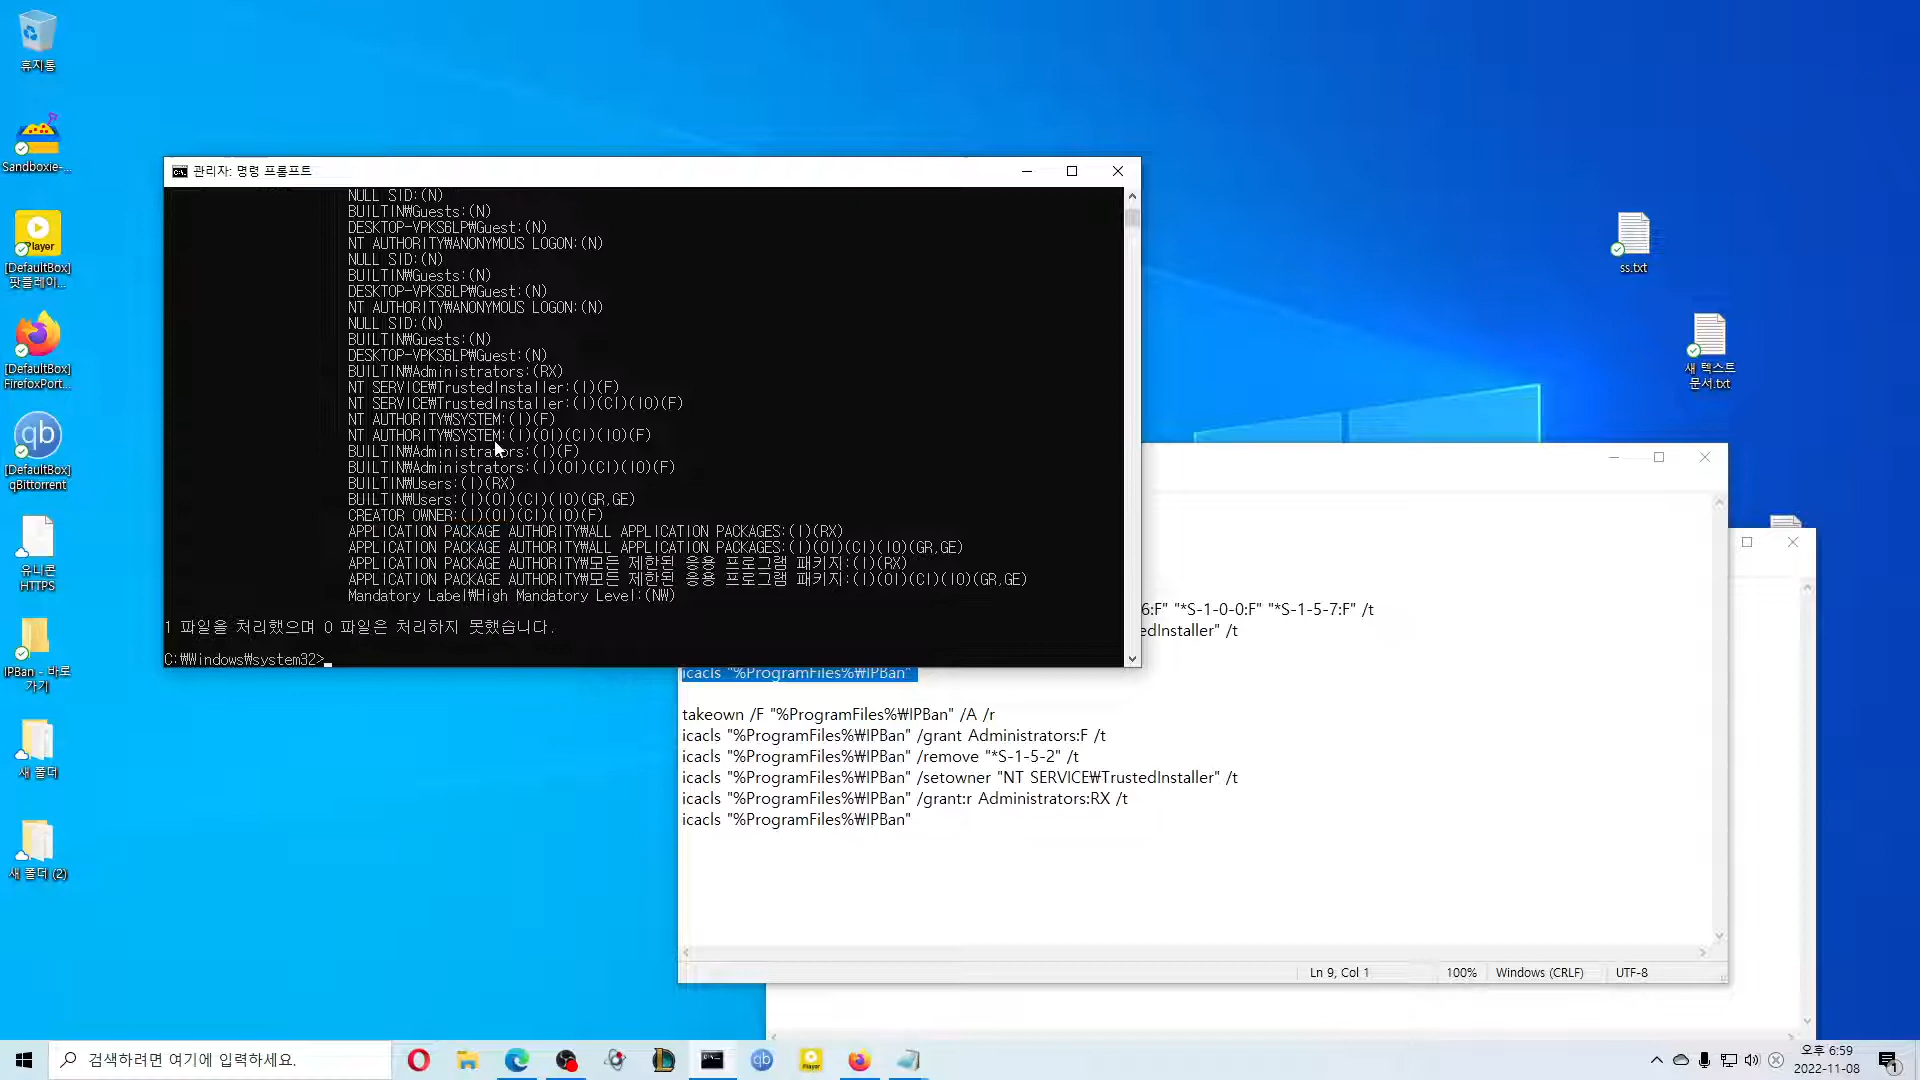 휴지통
Sandboxie-...
Player
[DefaultBox]
팟플레이...
[DefaultBox]
FirefoxPort...
qb
[DefaultBox]
qBittorrent
유니콘
HTTPS
IPBan - 바로
가기
새 폴더
새 폴더 (2)
ss.txt
새 텍스트
문서.txt
관리자: 명령 프롬프트
NULL SID:(N)
BUILTIN₩Guests:(N)
DESKTOP-VPKS6LP₩Guest:(N)
NT AUTHORITY₩ANONYMOUS LOGON:(N)
NULL SID:(N)
BUILTIN₩Guests:(N)
DESKTOP-VPKS6LP₩Guest:(N)
NT AUTHORITY₩ANONYMOUS LOGON:(N)
NULL SID:(N)
BUILTIN₩Guests:(N)
DESKTOP-VPKS6LP₩Guest:(N)
BUILTIN₩Administrators:(RX)
NT SERVICE₩TrustedInstaller:(I)(F)
NT SERVICE₩TrustedInstaller:(I)(CI)(IO)(F)
NT AUTHORITY₩SYSTEM:(I)(F)
NT AUTHORITY₩SYSTEM:(I)(OI)(CI)(IO)(F)
BUILTIN₩Administrators:(I)(F)
BUILTIN₩Administrators:(I)(OI)(CI)(IO)(F)
BUILTIN₩Users:(I)(RX)
BUILTIN₩Users:(I)(OI)(CI)(IO)(GR,GE)
CREATOR OWNER:(I)(OI)(CI)(IO)(F)
APPLICATION PACKAGE AUTHORITY₩ALL APPLICATION PACKAGES:(I)(RX)
APPLICATION PACKAGE AUTHORITY₩ALL APPLICATION PACKAGES:(I)(OI)(CI)(IO)(GR,GE)
APPLICATION PACKAGE AUTHORITY₩모든 제한된 응용 프로그램 패키지:(I)(RX)
APPLICATION PACKAGE AUTHORITY₩모든 제한된 응용 프로그램 패키지:(I)(OI)(CI)(IO)(GR,GE)
Mandatory Label₩High Mandatory Level:(NW)
1 파일을 처리했으며 0 파일은 처리하지 못했습니다.
C:₩Windows₩system32>
6:F" "*S-1-0-0:F" "*S-1-5-7:F" /t
edInstaller" /t
icacls "%ProgramFiles%₩IPBan"
takeown /F "%ProgramFiles%₩IPBan" /A /r
icacls "%ProgramFiles%₩IPBan" /grant Administrators:F /t
icacls "%ProgramFiles%₩IPBan" /remove "*S-1-5-2" /t
icacls "%ProgramFiles%₩IPBan" /setowner "NT SERVICE₩TrustedInstaller" /t
icacls "%ProgramFiles%₩IPBan" /grant:r Administrators:RX /t
icacls "%ProgramFiles%₩IPBan"
Ln 9, Col 1
100%
Windows (CRLF)
UTF-8
검색하려면 여기에 입력하세요.
qb
Player
오후 6:59
2022-11-08
1